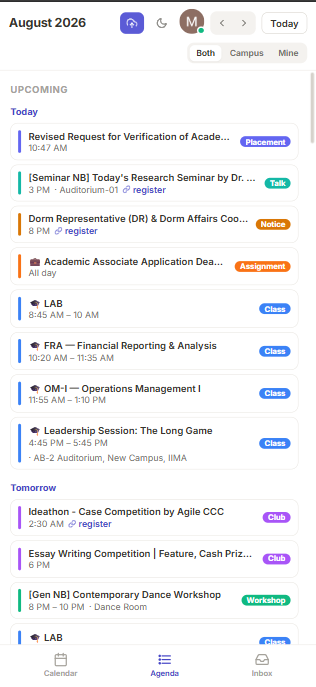 August 2026
M
Today
Both Campus Mine
UPCOMING
Today
Revised Request for Verification of Acade...
10:47 AM
Placement
[Seminar NB] Today's Research Seminar by Dr. ...
3 PM · Auditorium-01 register
Talk
Dorm Representative (DR) & Dorm Affairs Coo...
8 PM register
Notice
Academic Associate Application Dea...
All day
Assignment
LAB
8:45 AM – 10 AM
Class
FRA — Financial Reporting & Analysis
10:20 AM – 11:35 AM
Class
OM-I — Operations Management I
11:55 AM – 1:10 PM
Class
Leadership Session: The Long Game
4:45 PM – 5:45 PM
· AB-2 Auditorium, New Campus, IIMA
Class
Tomorrow
Ideathon - Case Competition by Agile CCC
2:30 AM register
Club
Essay Writing Competition | Feature, Cash Priz...
6 PM
Club
[Gen NB] Contemporary Dance Workshop
8 PM – 10 PM · Dance Room
Workshop
LAB
Class
Calendar
Agenda
Inbox